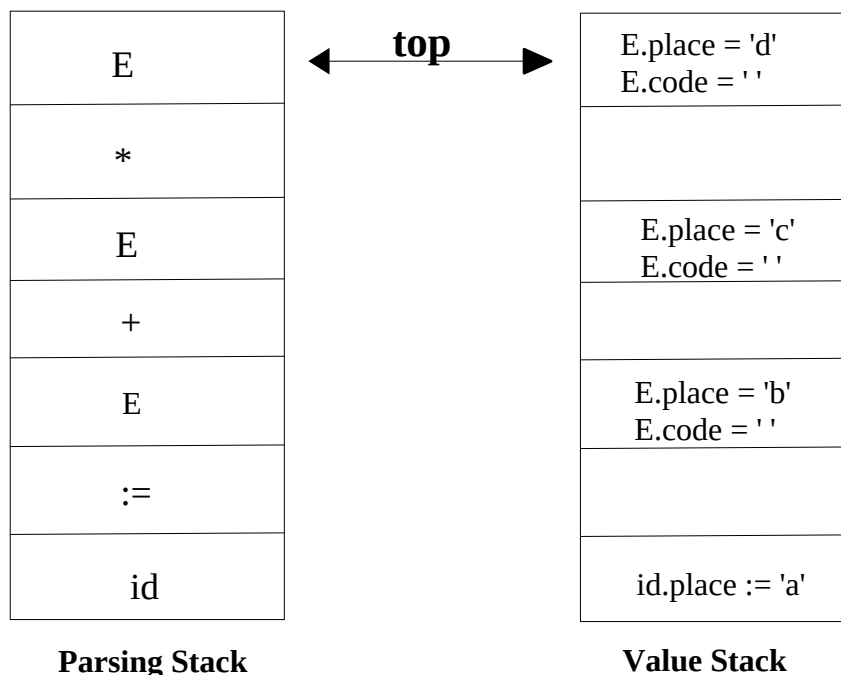 top
E
*
E
+
E
:=
id
Parsing Stack
E.place = 'd'
E.code = ' '
E.place = 'c'
E.code = ' '
E.place = 'b'
E.code = ' '
id.place := 'a'
Value Stack